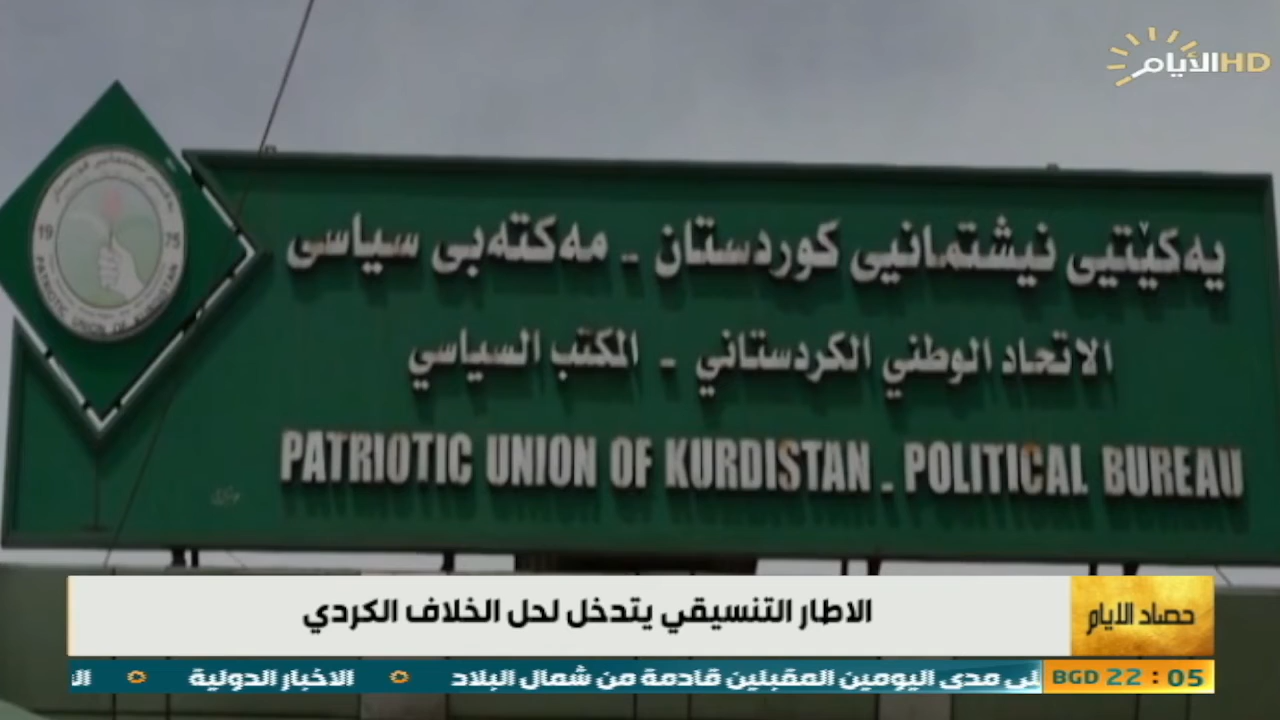 الأيام HD
19 75
PATRIOTIC UNION OF KURDISTAN
یەکێتیی نیشتمانیی کوردستان - مەکتەبی سیاسی
الاتحاد الوطني الكردستاني - المكتب السياسي
PATRIOTIC UNION OF KURDISTAN - POLITICAL BUREAU
حصاد الايام
الاطار التنسيقي يتدخل لحل الخلاف الكردي
BGD 22 : 05
مدى اليومين المقبلين قادمة من شمال البلاد
الاخبار الدولية